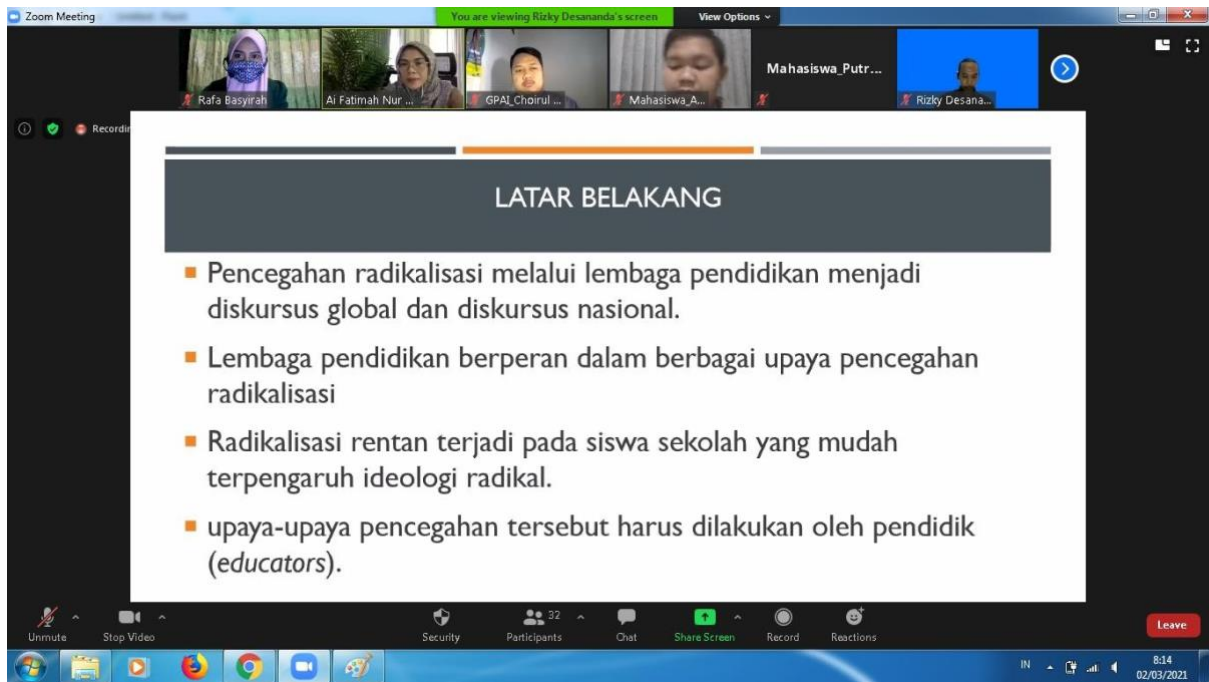 Zoom Meeting
You are viewing Rizky Desananda's screen
View Options
Rafa Basyirah
Ai Fatimah Nur ...
GPAI_Choirul ...
Mahasiswa_A...
Mahasiswa_Putr...
Rizky Desana...
Recordin
LATAR BELAKANG
Pencegahan radikalisasi melalui lembaga pendidikan menjadi
diskursus global dan diskursus nasional.
Lembaga pendidikan berperan dalam berbagai upaya pencegahan
radikalisasi
Radikalisasi rentan terjadi pada siswa sekolah yang mudah
terpengaruh ideologi radikal.
upaya-upaya pencegahan tersebut harus dilakukan oleh pendidik
(educators).
Unmute
Stop Video
Security
32
Participants
Chat
Share Screen
Record
Reactions
Leave
IN
8:14
02/03/2021